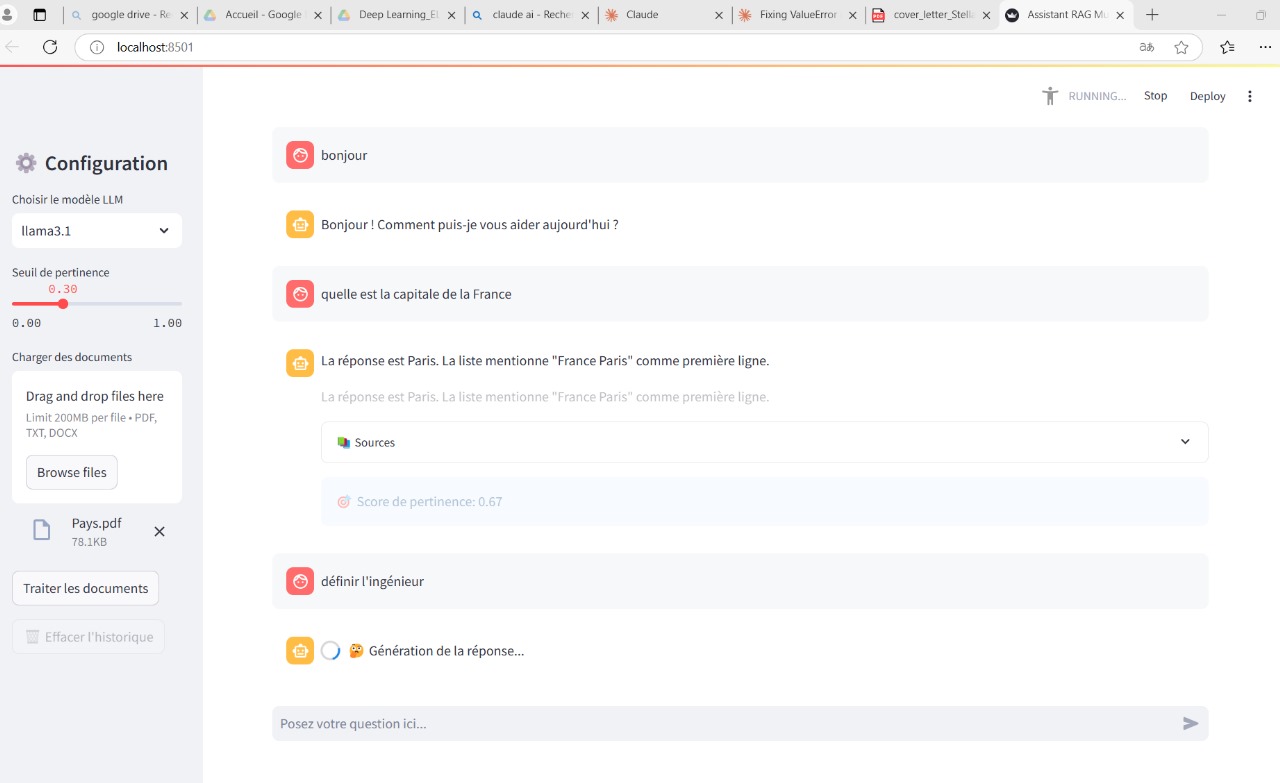 google drive - Re
Accueil - Google
Deep Learning_El
claude ai - Recher
Claude
Fixing ValueError
cover_letter_Stell
Assistant RAG Mu
localhost:8501
RUNNING...
Stop
Deploy
Configuration
Choisir le modèle LLM
llama3.1
Seuil de pertinence
0.30
0.00
1.00
Charger des documents
Drag and drop files here
Limit 200MB per file • PDF,
TXT, DOCX
Browse files
Pays.pdf
78.1KB
Traiter les documents
Effacer l'historique
bonjour
Bonjour ! Comment puis-je vous aider aujourd'hui ?
quelle est la capitale de la France
La réponse est Paris. La liste mentionne "France Paris" comme première ligne.
La réponse est Paris. La liste mentionne "France Paris" comme première ligne.
Sources
Score de pertinence: 0.67
définir l'ingénieur
Génération de la réponse...
Posez votre question ici...